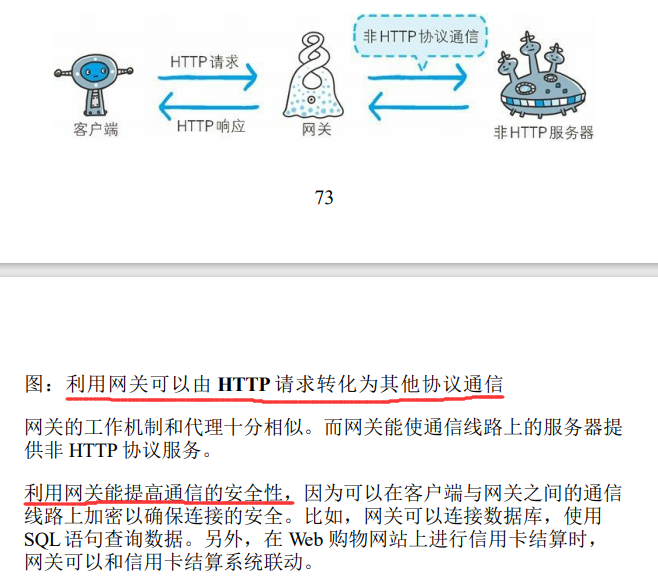 非HTTP协议通信
HTTP请求
HTTP响应
客户端
网关
非HTTP服务器
73
图：利用网关可以由 HTTP 请求转化为其他协议通信
网关的工作机制和代理十分相似。而网关能使通信线路上的服务器提
供非 HTTP 协议服务。
利用网关能提高通信的安全性，因为可以在客户端与网关之间的通信
线路上加密以确保连接的安全。比如，网关可以连接数据库，使用
SQL 语句查询数据。另外，在 Web 购物网站上进行信用卡结算时，
网关可以和信用卡结算系统联动。